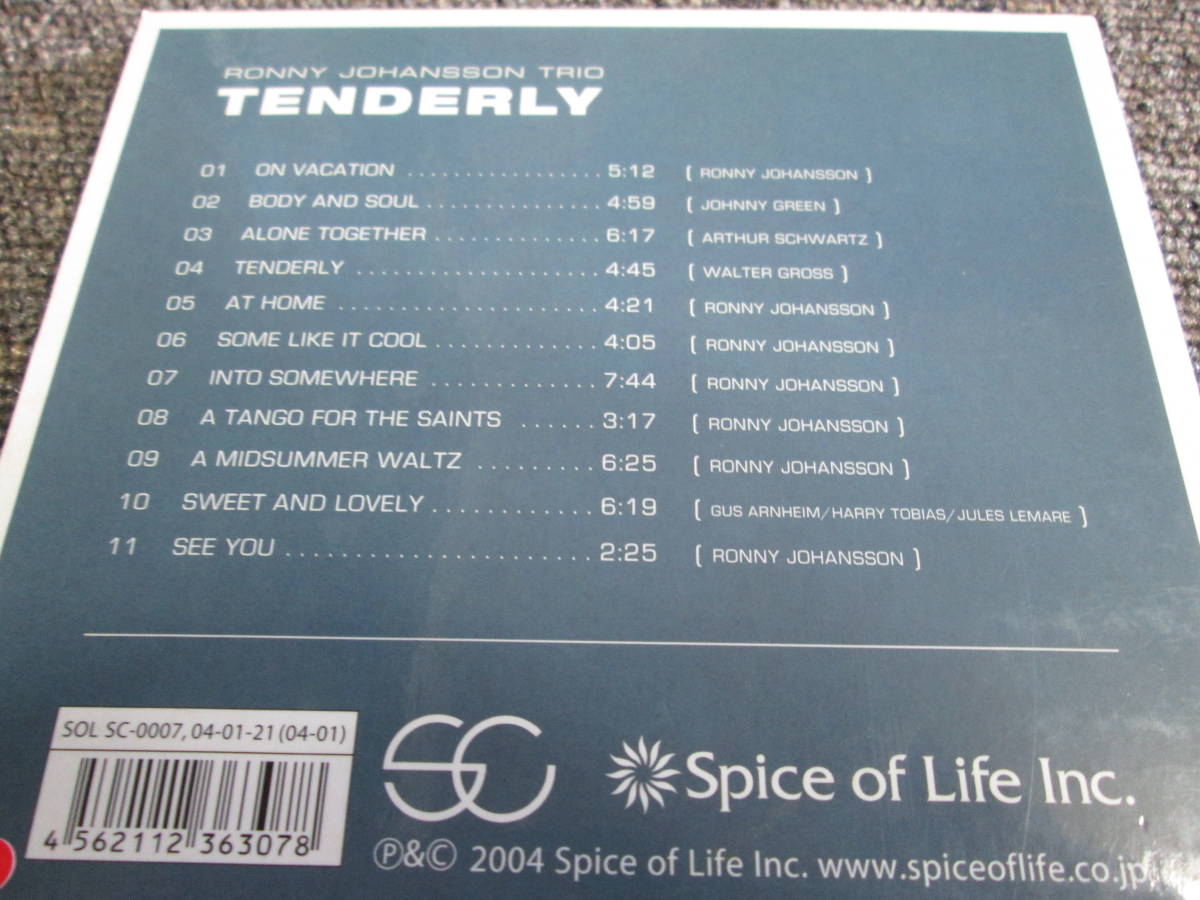 RONNY JOHANSSON TRIO
TENDERLY
01 ON VACATION ................. 5:12 [ RONNY JOHANSSON ]
02 BODY AND SOUL ............... 4:59 [ JOHNNY GREEN ]
03 ALONE TOGETHER .............. 6:17 [ ARTHUR SCHWARTZ ]
04 TENDERLY ..................... 4:45 [ WALTER GROSS ]
05 AT HOME ....................... 4:21 [ RONNY JOHANSSON ]
06 SOME LIKE IT COOL .............. 4:05 [ RONNY JOHANSSON ]
07 INTO SOMEWHERE ............. 7:44 [ RONNY JOHANSSON ]
08 A TANGO FOR THE SAINTS ...... 3:17 [ RONNY JOHANSSON ]
09 A MIDSUMMER WALTZ ......... 6:25 [ RONNY JOHANSSON ]
10 SWEET AND LOVELY ............ 6:19 [ GUS ARNHEIM/HARRY TOBIAS/JULES LEMARE ]
11 SEE YOU ........................ 2:25 [ RONNY JOHANSSON ]
SOL SC-0007, 04-01-21 (04-01)
4 562112 363078
SC
Spice of Life Inc.
Ⓟ&© 2004 Spice of Life Inc. www.spiceoflife.co.jp